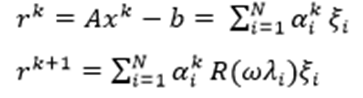 r^k = Ax^k − b = ∑_{i=1}^{N} α_i^k ξ_i
r^{k+1} = ∑_{i=1}^{N} α_i^k R(ωλ_i)ξ_i